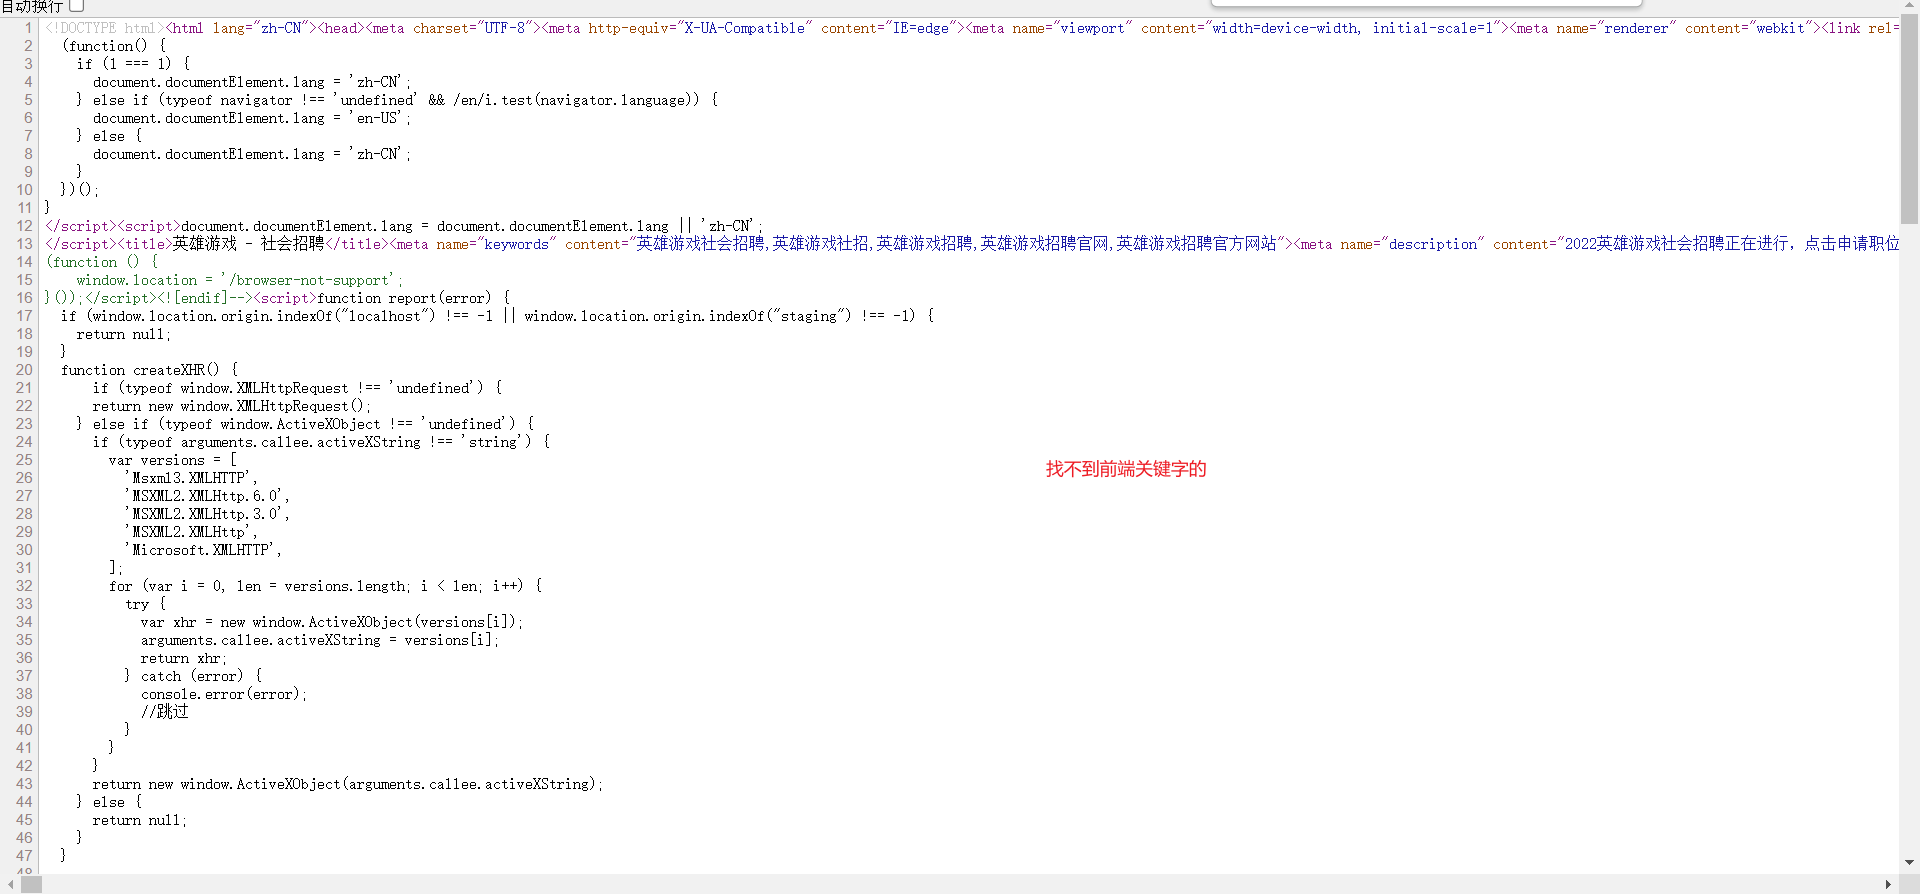 自动换行
1 <!DOCTYPE html><html lang="zh-CN"><head><meta charset="UTF-8"><meta http-equiv="X-UA-Compatible" content="IE=edge"><meta name="viewport" content="width=device-width, initial-scale=1"><meta name="renderer" content="webkit"><link rel=
2 (function() {
3 if (1 === 1) {
4 document.documentElement.lang = 'zh-CN';
5 } else if (typeof navigator !== 'undefined' && /en/i.test(navigator.language)) {
6 document.documentElement.lang = 'en-US';
7 } else {
8 document.documentElement.lang = 'zh-CN';
9 }
10 })();
11 }
12 </script><script>document.documentElement.lang = document.documentElement.lang || 'zh-CN';
13 </script><title>英雄游戏 - 社会招聘</title><meta name="keywords" content="英雄游戏社会招聘,英雄游戏社招,英雄游戏招聘,英雄游戏招聘官网,英雄游戏招聘官方网站"><meta name="description" content="2022英雄游戏社会招聘正在进行，点击申请职位
14 (function () {
15 window.location = '/browser-not-support';
16 }());</script><![endif]--><script>function report(error) {
17 if (window.location.origin.indexOf("localhost") !== -1 || window.location.origin.indexOf("staging") !== -1) {
18 return null;
19 }
20 function createXHR() {
21 if (typeof window.XMLHttpRequest !== 'undefined') {
22 return new window.XMLHttpRequest();
23 } else if (typeof window.ActiveXObject !== 'undefined') {
24 if (typeof arguments.callee.activeXString !== 'string') {
25 var versions = [
26 'Msxml3.XMLHTTP',
找不到前端关键字的
27 'MSXML2.XMLHttp.6.0',
28 'MSXML2.XMLHttp.3.0',
29 'MSXML2.XMLHttp',
30 'Microsoft.XMLHTTP',
31 ];
32 for (var i = 0, len = versions.length; i < len; i++) {
33 try {
34 var xhr = new window.ActiveXObject(versions[i]);
35 arguments.callee.activeXString = versions[i];
36 return xhr;
37 } catch (error) {
38 console.error(error);
39 //跳过
40 }
41 }
42 }
43 return new window.ActiveXObject(arguments.callee.activeXString);
44 } else {
45 return null;
46 }
47 }
48